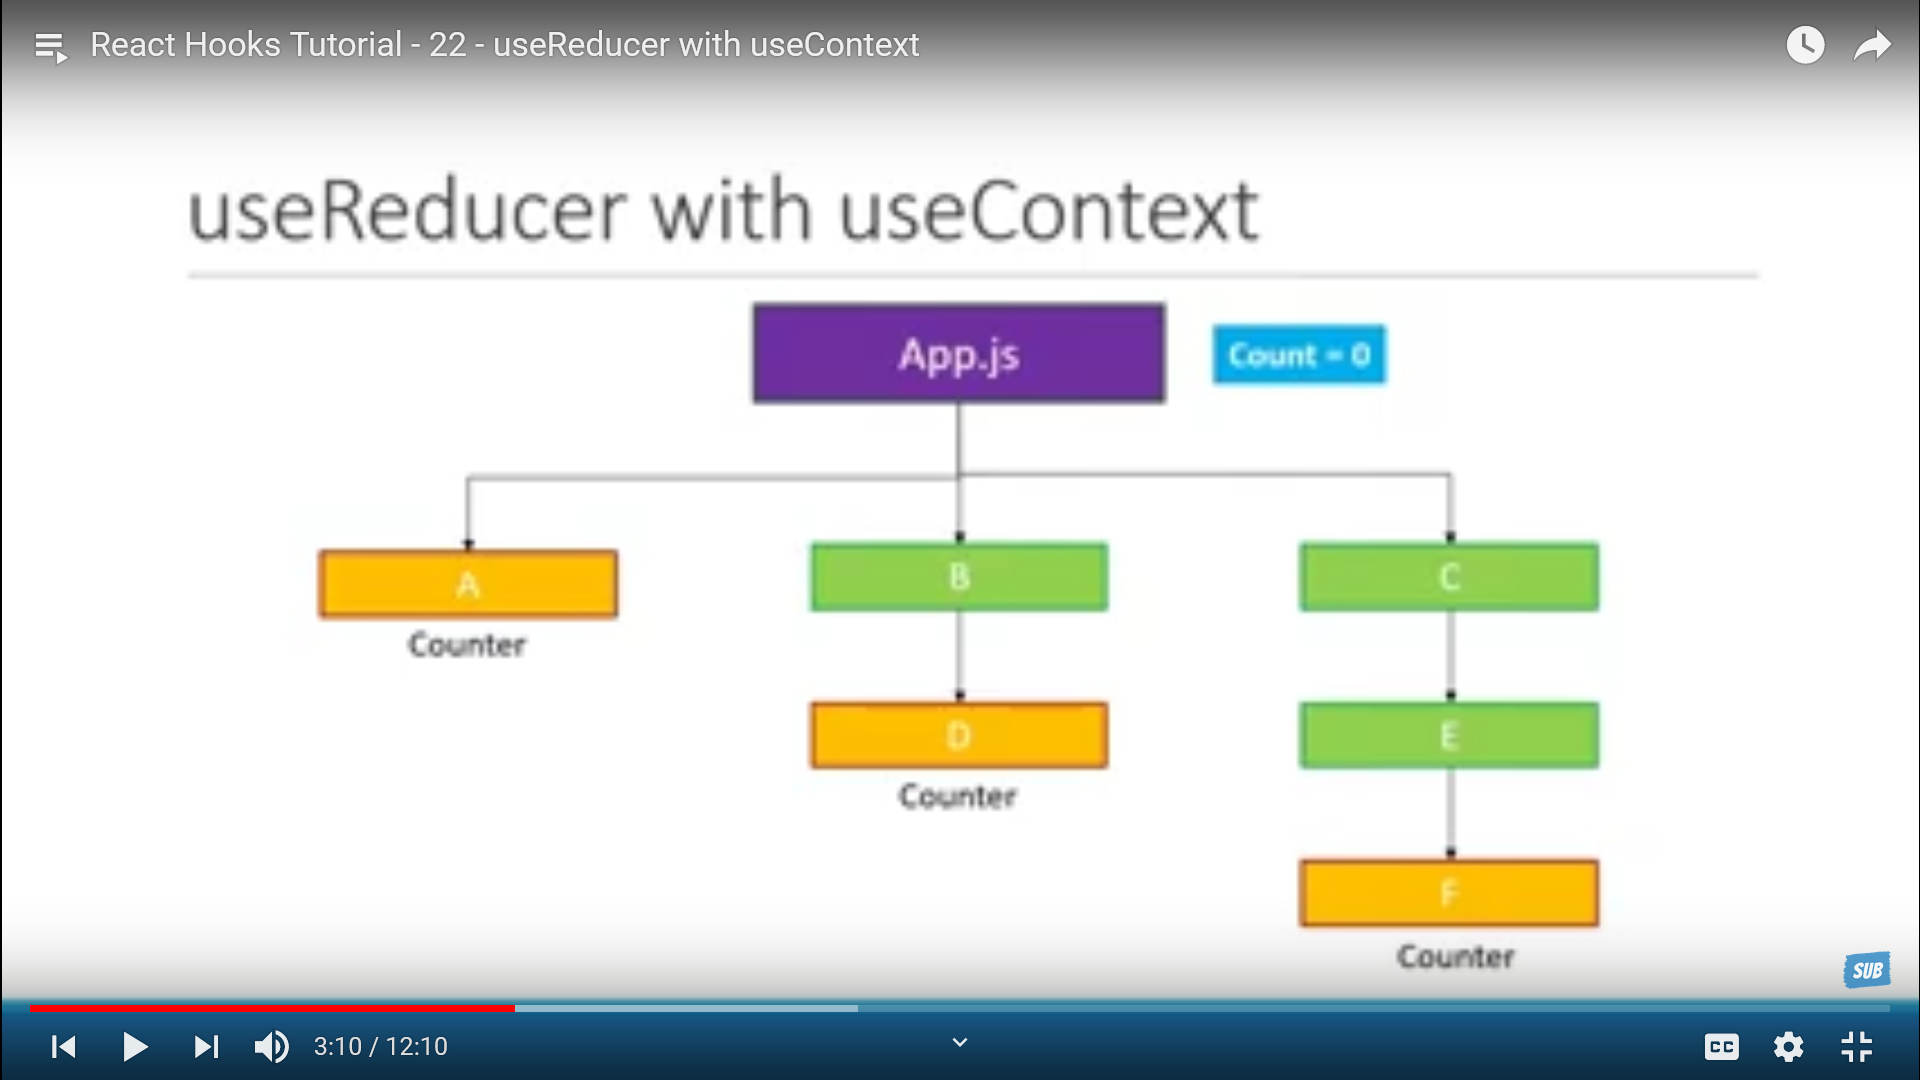 React Hooks Tutorial - 22 - useReducer with useContext
useReducer with useContext
App.js
Count = 0
A
B
C
Counter
D
E
Counter
F
Counter
SUB
3:10 / 12:10
CC